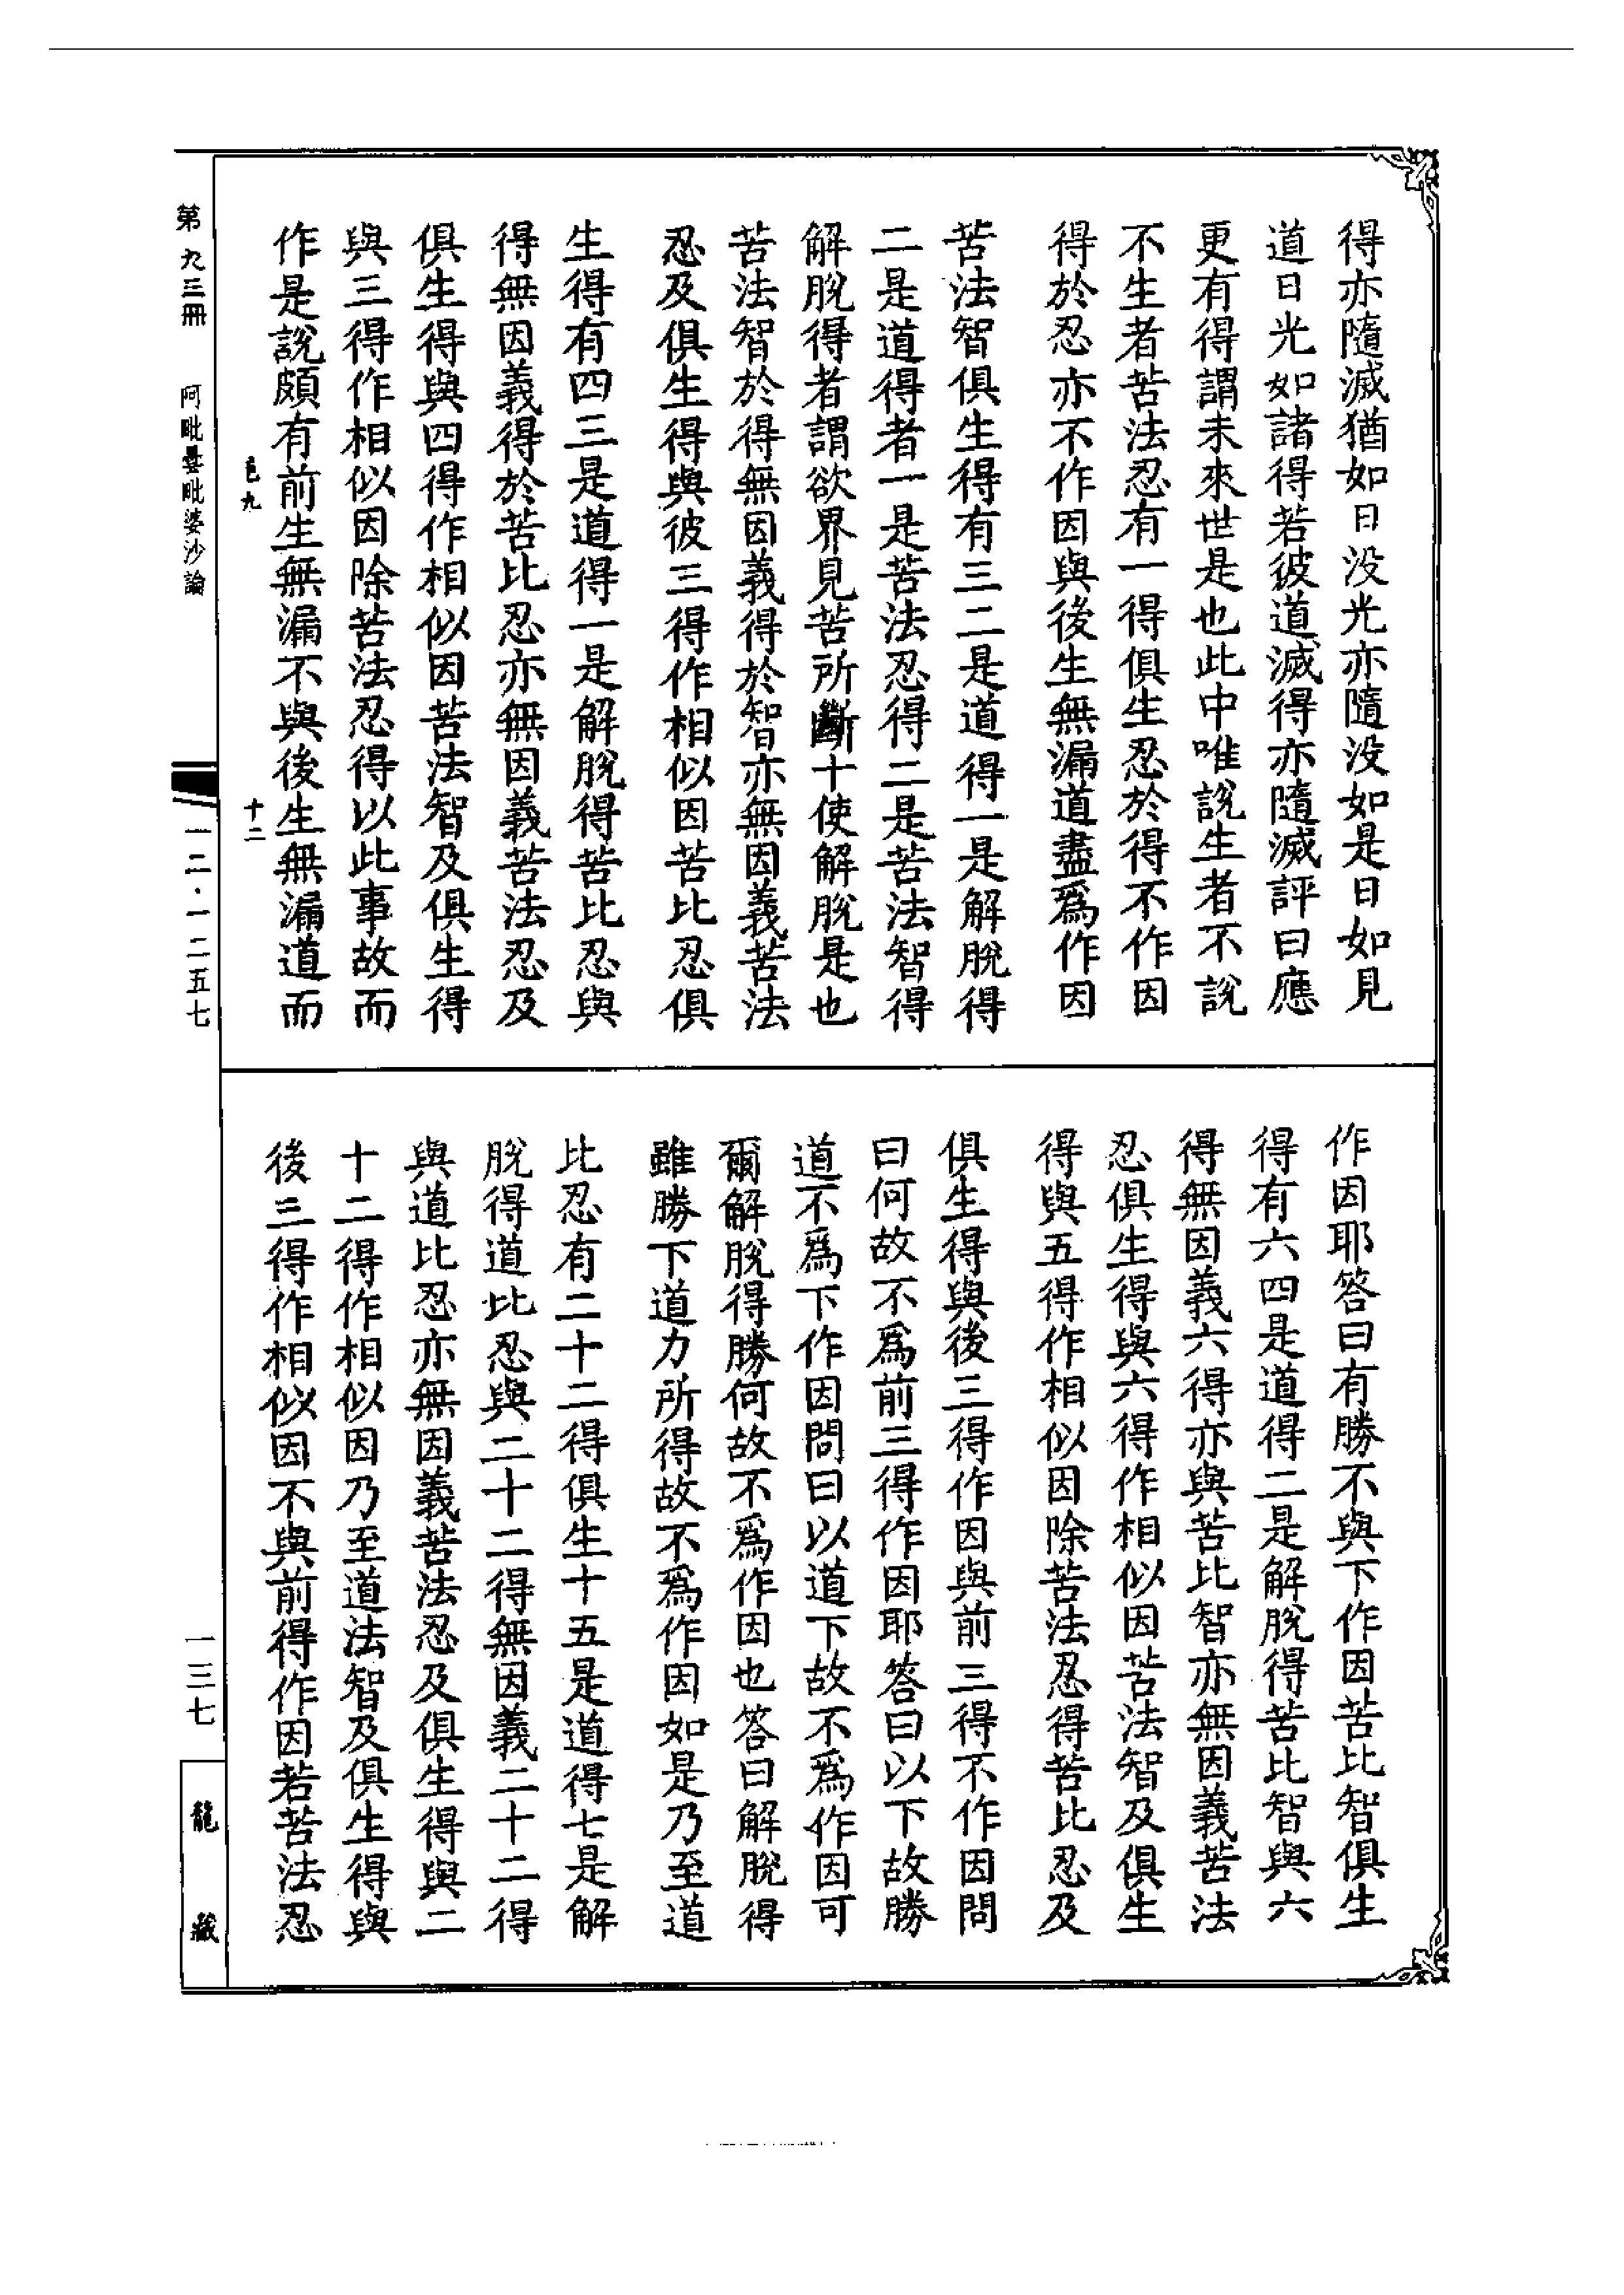 得亦隨滅猶如日没光亦隨没如是日如見
道日光如諸得若彼道滅得亦隨滅評曰應
更有得謂未來世是也此中唯説生者不説
不生者苦法忍有一得俱生忍於得不作因
得於忍亦不作因與後生無漏道盡爲作因
苦法智俱生得有三二是道得一是解脱得
二是道得者一是苦法忍得二是苦法智得
解脱得者謂欲界見苦所斷十使解脱是也
苦法智於得無因義得於智亦無因義苦法
忍及俱生得與彼三得作相似因苦比忍俱
生得有四三是道得一是解脱得苦比忍與
得無因義得於苦比忍亦無因義苦法忍及
俱生得與四得作相似因苦法智及俱生得
與三得作相似因除苦法忍得以此事故而
作是説頗有前生無漏不與後生無漏道而
作因耶答曰有勝不與下作因苦比智俱生
得有六四是道得二是解脱得苦比智與六
得無因義六得亦與苦比智亦無因義苦法
忍俱生得與六得作相似因苦法智及俱生
得與五得作相似因除苦法忍得苦比忍及
俱生得與後三得作因與前三得不作因問
曰何故不爲前三得作因耶答曰以下故勝
道不爲下作因問曰以道下故不爲作因可
爾解脱得勝何故不爲作因也答曰解脱得
雖勝下道力所得故不爲作因如是乃至道
比忍有二十二得俱生十五是道得七是解
脱得道比忍與二十二得無因義二十二得
與道比忍亦無因義苦法忍及俱生得與二
十二得作相似因乃至道法智及俱生得與
後三得作相似因不與前得作因若苦法忍
色九
十二
第九三冊
阿毗曇毗婆沙論
一二·一二五七
一三七
龍藏